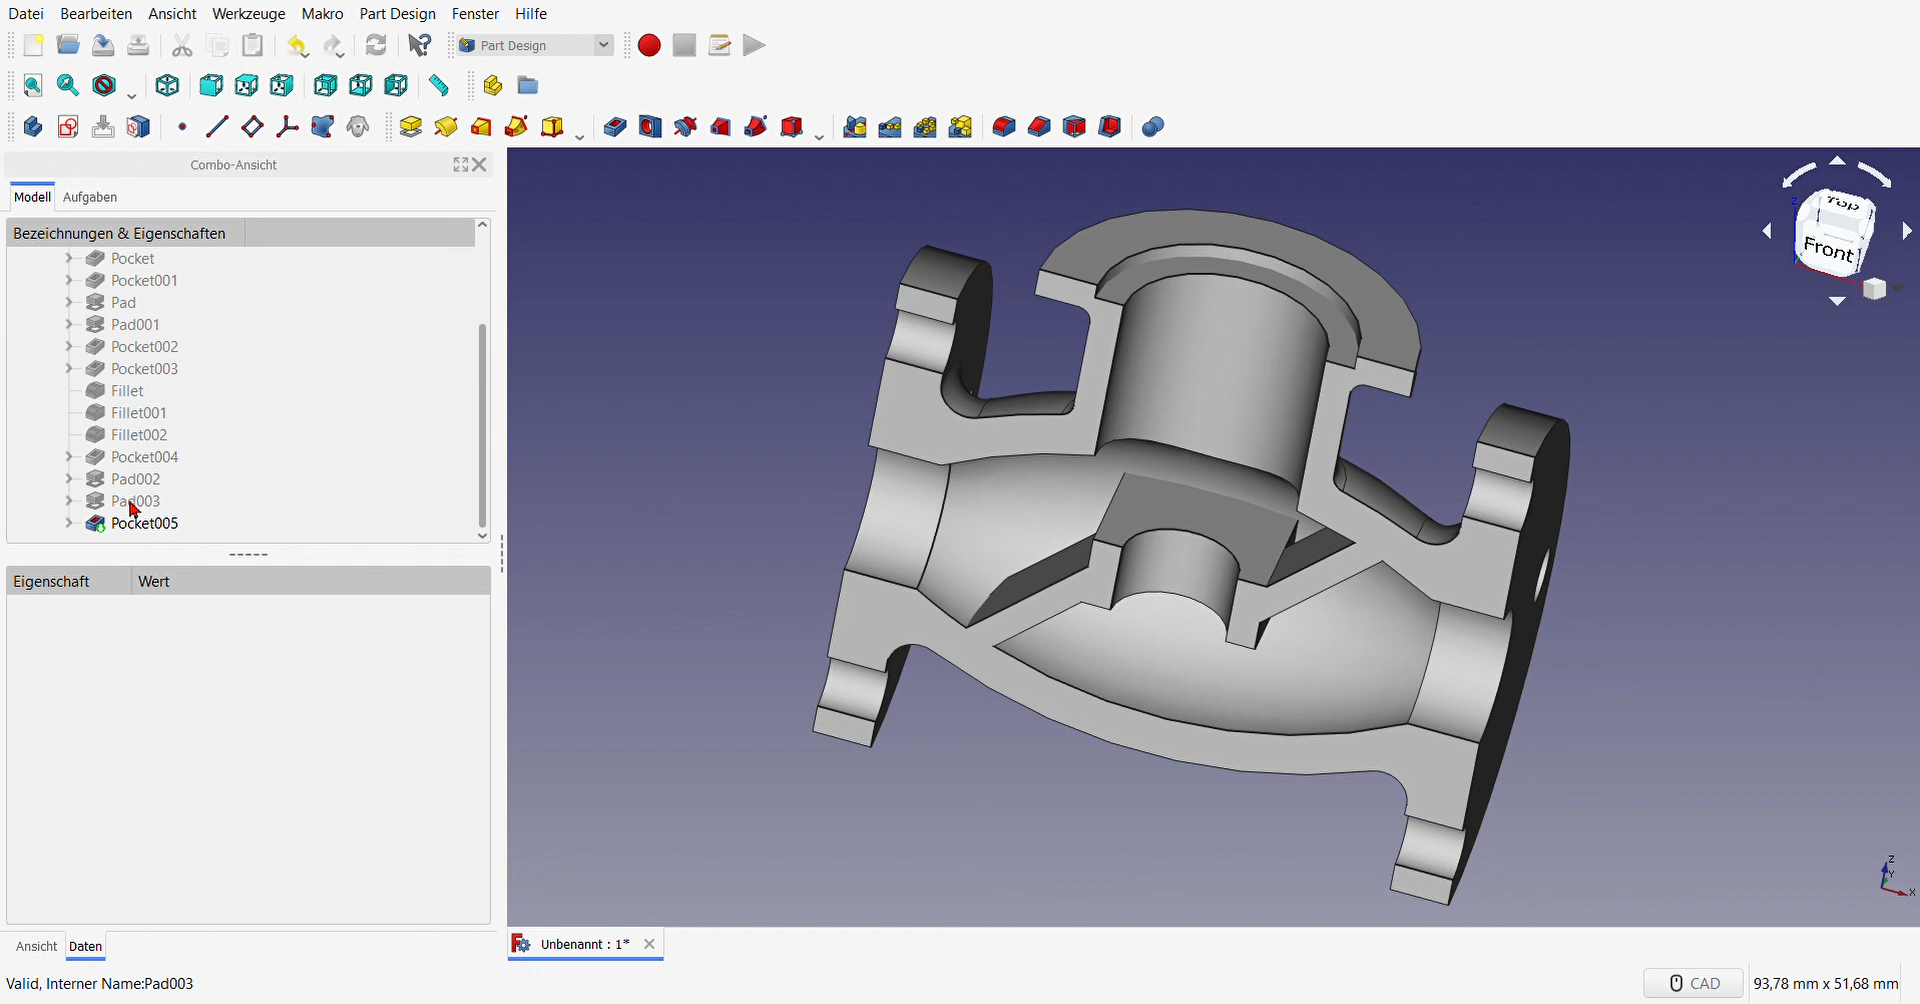 Datei Bearbeiten Ansicht Werkzeuge Makro Part Design Fenster Hilfe
Part Design
Combo-Ansicht
Modell Aufgaben
Bezeichnungen & Eigenschaften
Pocket
Pocket001
Pad
Pad001
Pocket002
Pocket003
Fillet
Fillet001
Fillet002
Pocket004
Pad002
Pad003
Pocket005
Eigenschaft Wert
Ansicht Daten
Top
Front
Z
Z
Y
X
Unbenannt : 1*
Valid, Interner Name:Pad003
CAD 93,78 mm x 51,68 mm